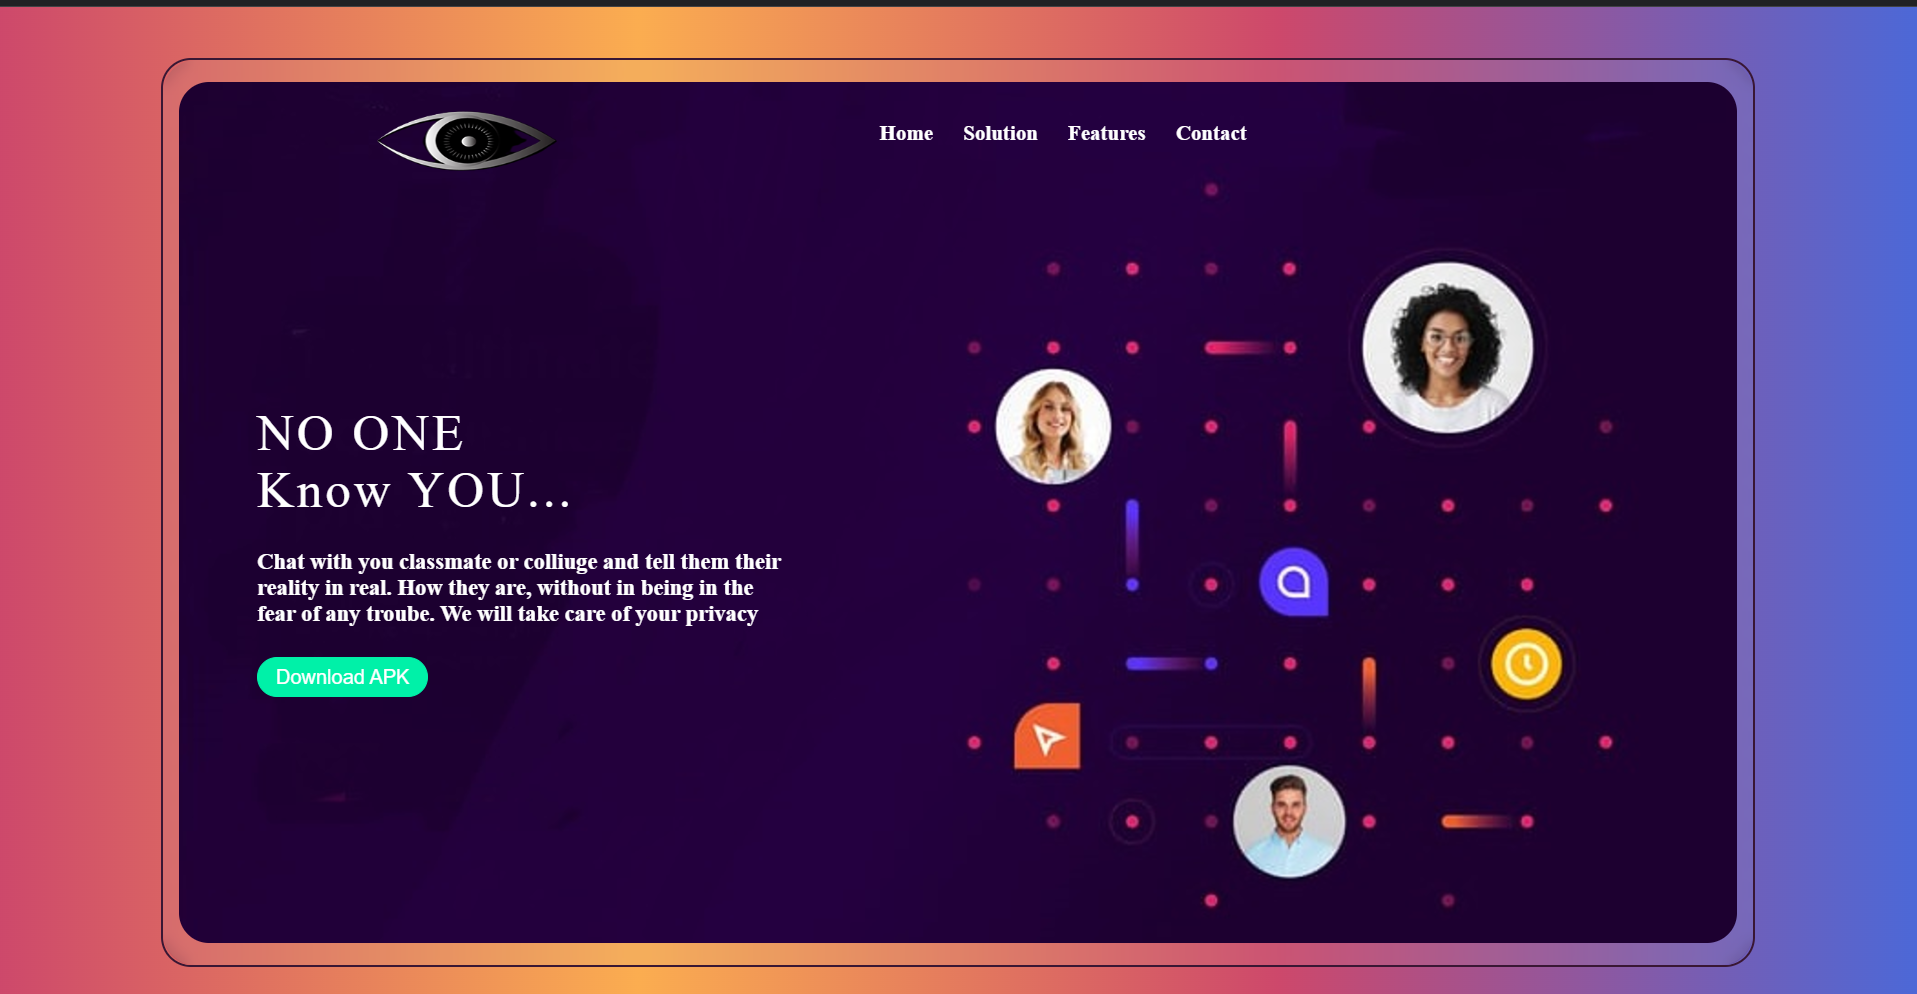 Home Solution Features Contact
NO ONE
Know YOU...
Chat with you classmate or colliuge and tell them their
reality in real. How they are, without in being in the
fear of any troube. We will take care of your privacy
Download APK